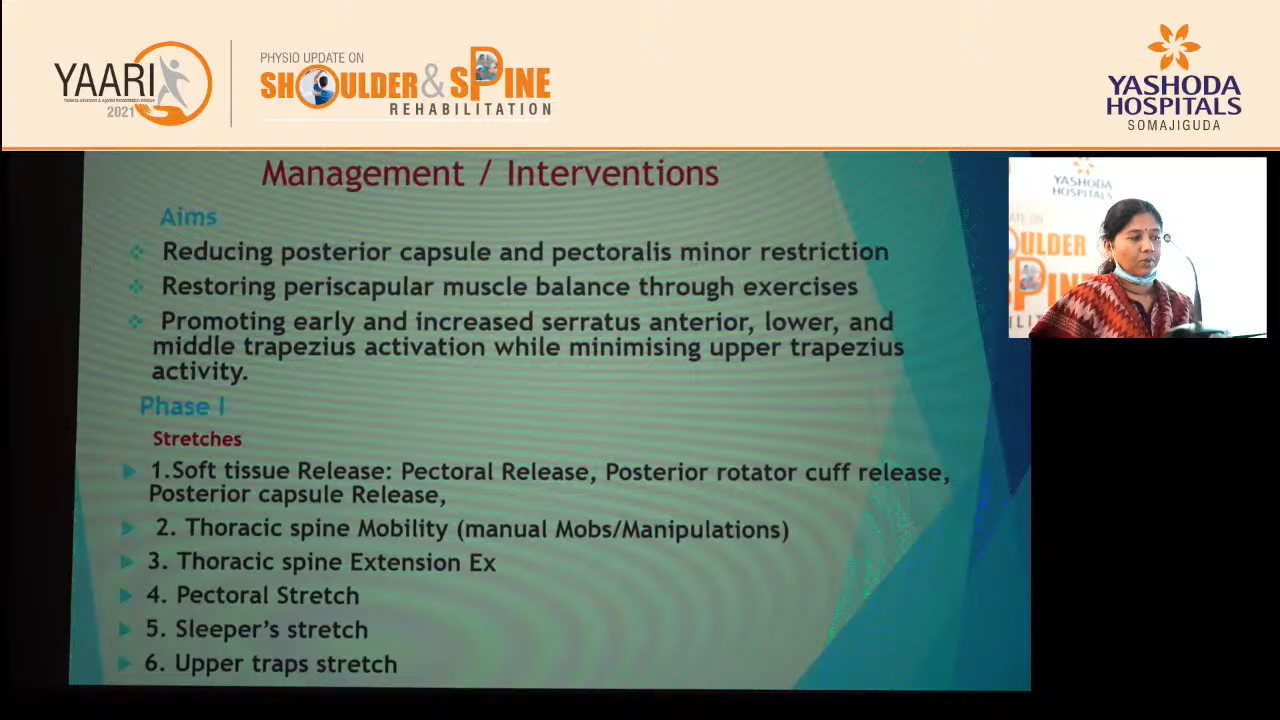 YAARI
2021
PHYSIO UPDATE ON
SHOULDER & SPINE
REHABILITATION
YASHODA
HOSPITALS
SOMAJIGUDA
Management / Interventions
Aims
Reducing posterior capsule and pectoralis minor restriction
Restoring periscapular muscle balance through exercises
Promoting early and increased serratus anterior, lower, and
middle trapezius activation while minimising upper trapezius
activity.
Phase I
Stretches
1.Soft tissue Release: Pectoral Release, Posterior rotator cuff release,
Posterior capsule Release,
2. Thoracic spine Mobility (manual Mobs/Manipulations)
3. Thoracic spine Extension Ex
4. Pectoral Stretch
5. Sleeper's stretch
6. Upper traps stretch
YASHODA
HOSPITALS